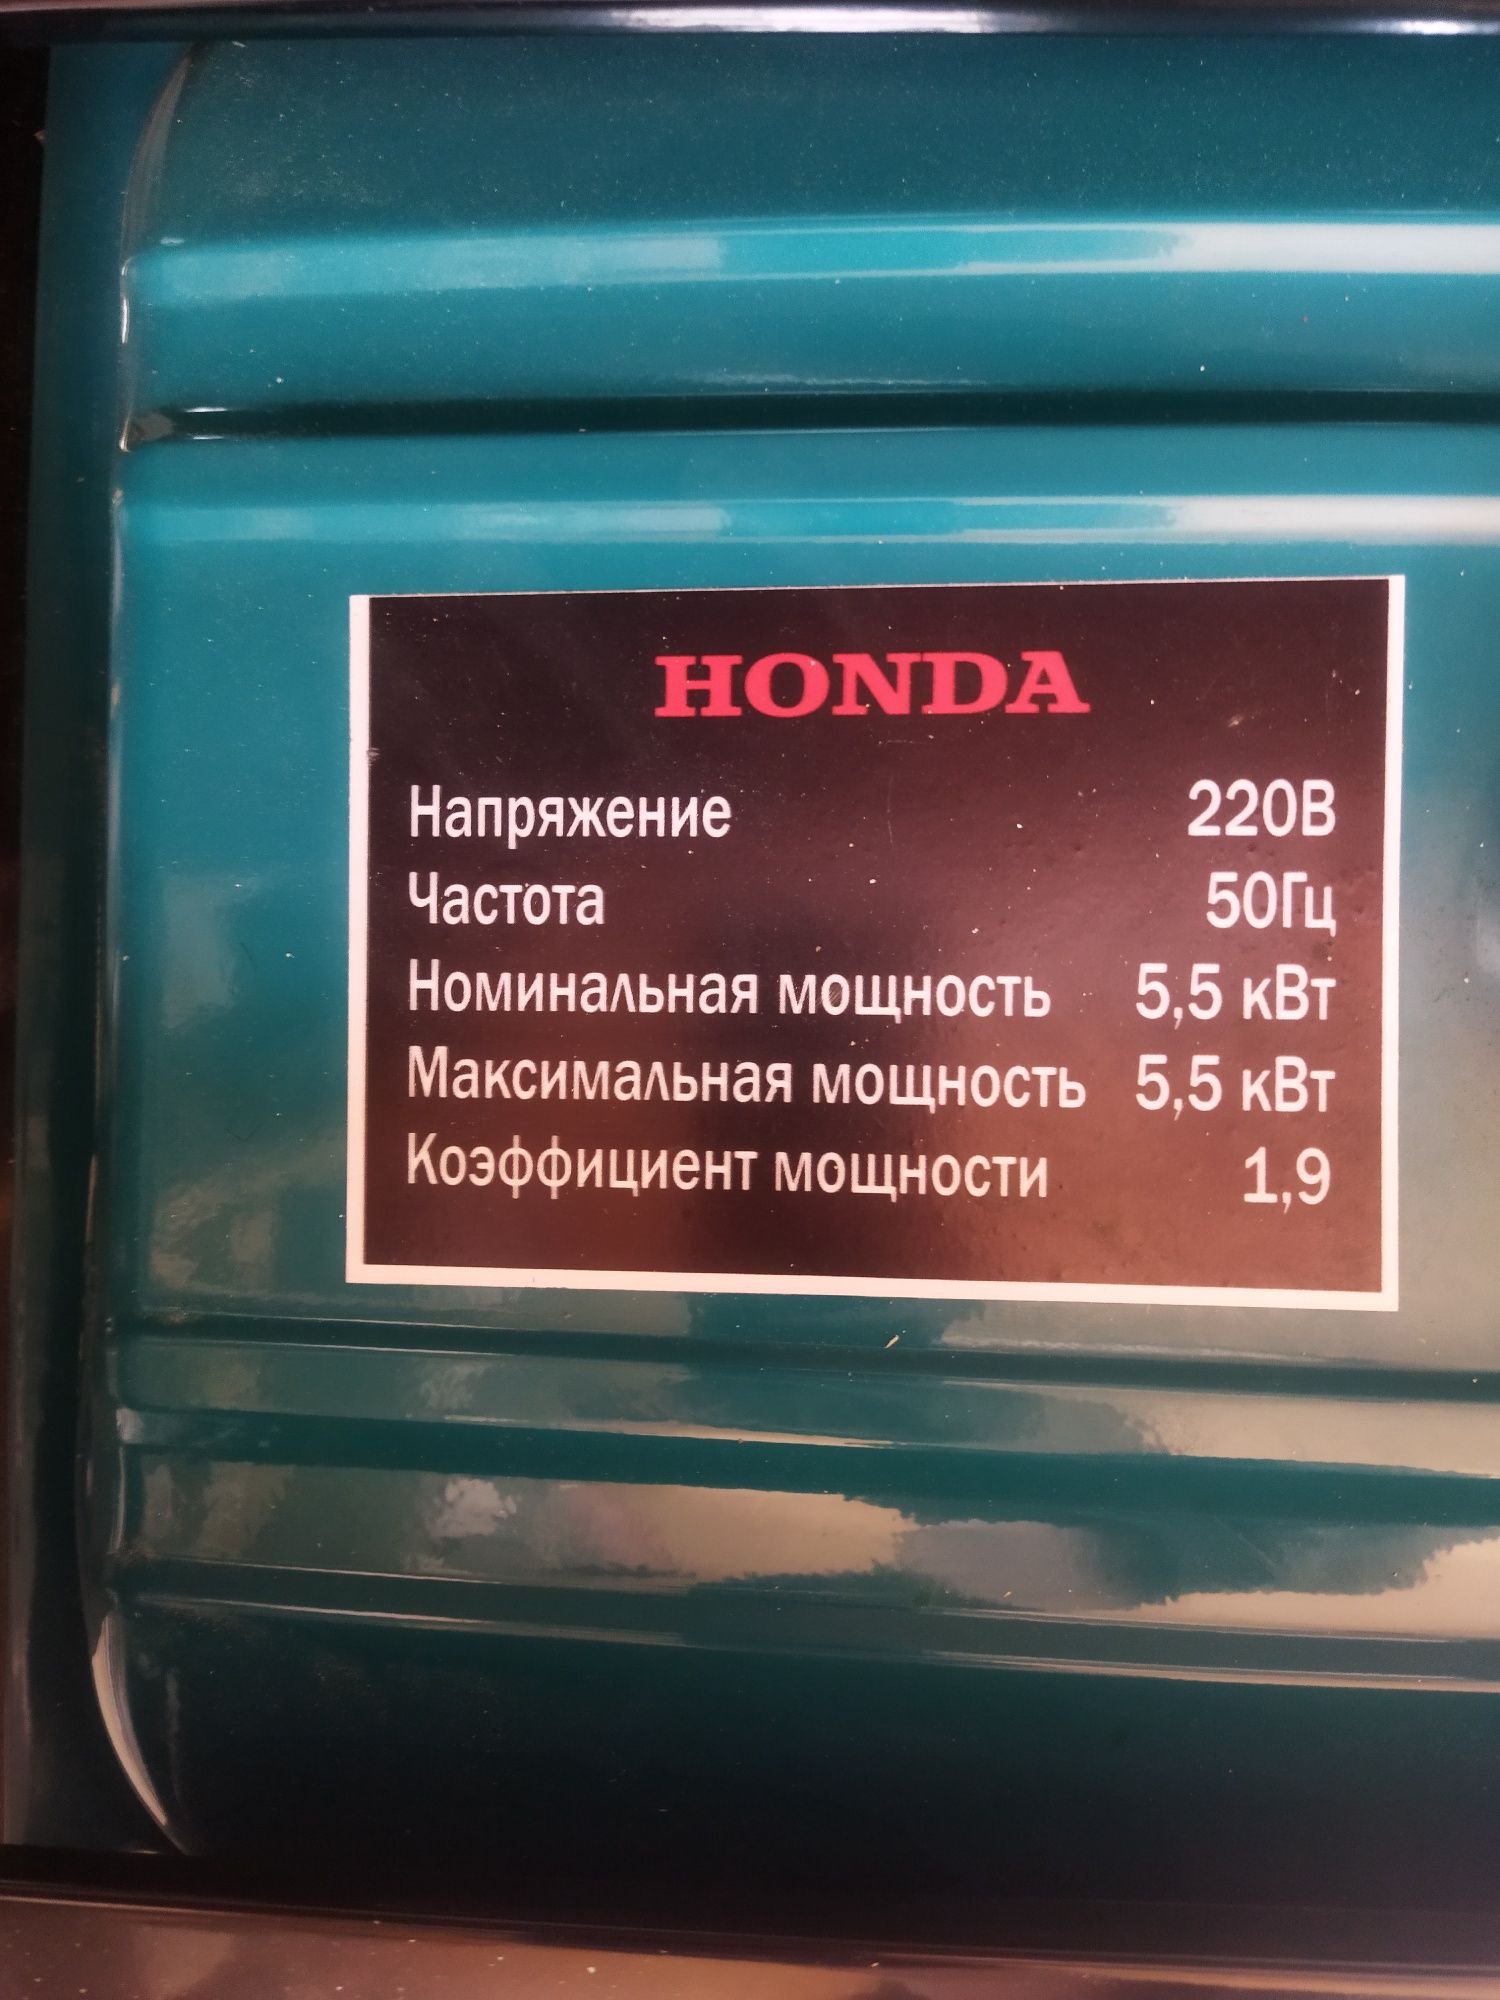 HONDA
Напряжение 220В
Частота 50Гц
Номинальная мощность 5,5 кВт
Максимальная мощность 5,5 кВт
Коэффициент мощности 1,9